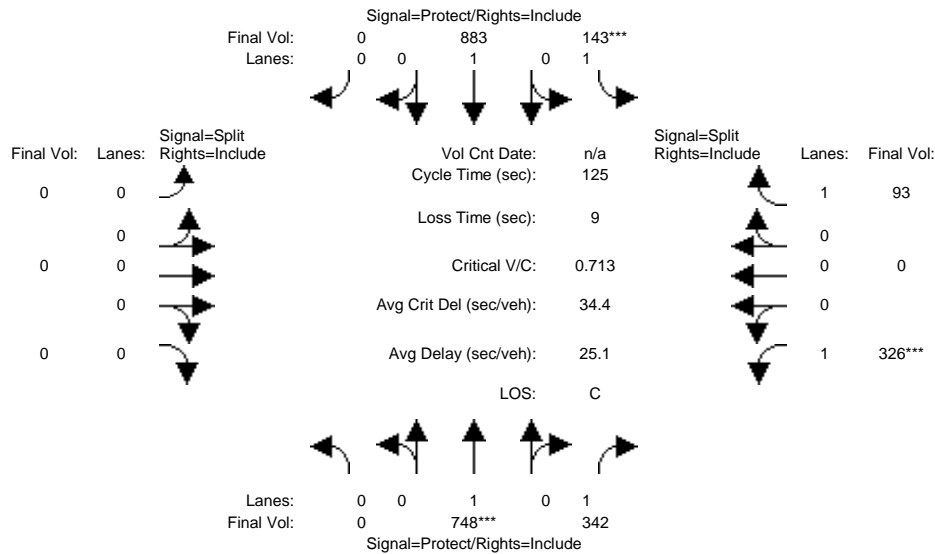 Signal=Protect/Rights=Include
Final Vol: 0 883 143***
Lanes: 0 0 1 0 1
Signal=Split Signal=Split
Final Vol: Lanes: Rights=Include Vol Cnt Date: n/a Rights=Include Lanes: Final Vol:
Cycle Time (sec): 125
0 0 1 93
Loss Time (sec): 9
0 0
0 0 Critical V/C: 0.713 0 0
0 Avg Crit Del (sec/veh): 34.4 0
0 0 Avg Delay (sec/veh): 25.1 1 326***
LOS: C
Lanes: 0 0 1 0 1
Final Vol: 0 748*** 342
Signal=Protect/Rights=Include